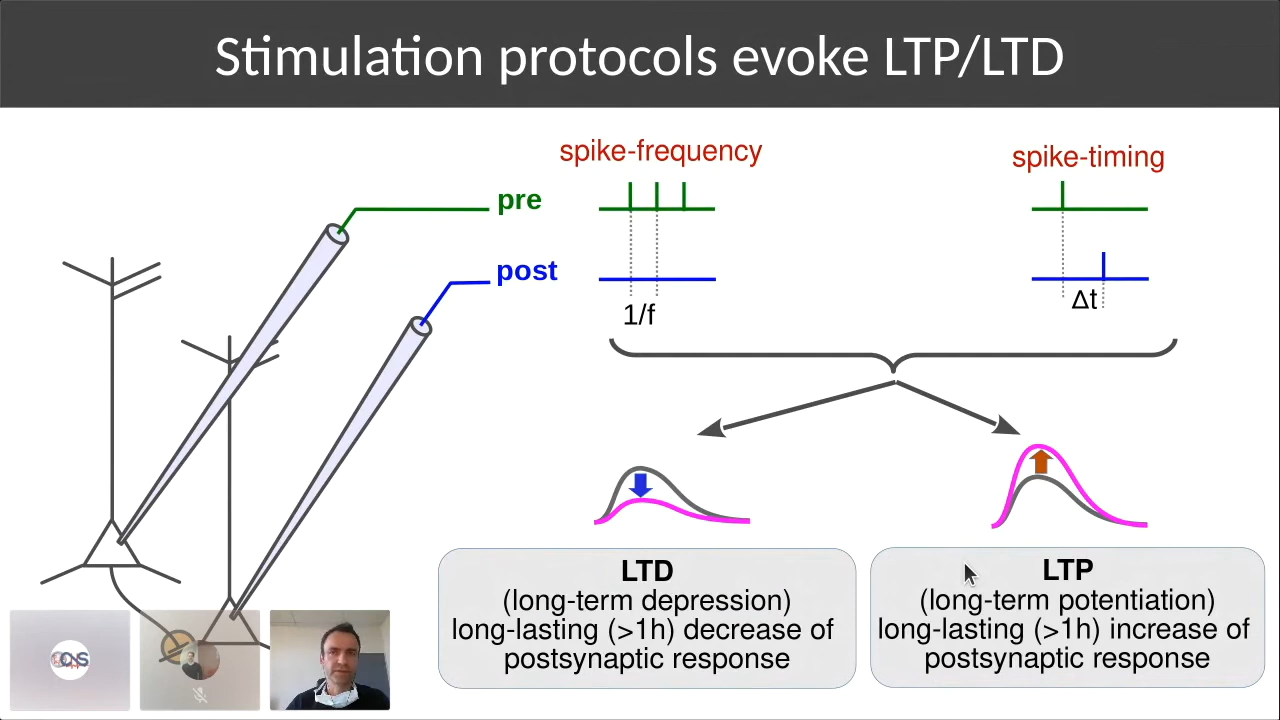 Stimulation protocols evoke LTP/LTD
spike-frequency
spike-timing
pre
post
1/f
Δt
LTD
(long-term depression)
long-lasting (>1h) decrease of
postsynaptic response
LTP
(long-term potentiation)
long-lasting (>1h) increase of
postsynaptic response